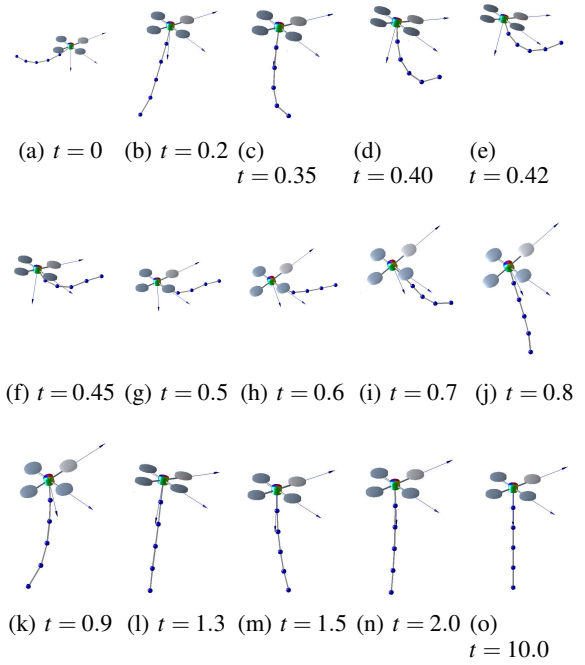 (a) t = 0 (b) t = 0.2 (c) t = 0.35 (d) t = 0.40 (e) t = 0.42
(f) t = 0.45 (g) t = 0.5 (h) t = 0.6 (i) t = 0.7 (j) t = 0.8
(k) t = 0.9 (l) t = 1.3 (m) t = 1.5 (n) t = 2.0 (o) t = 10.0